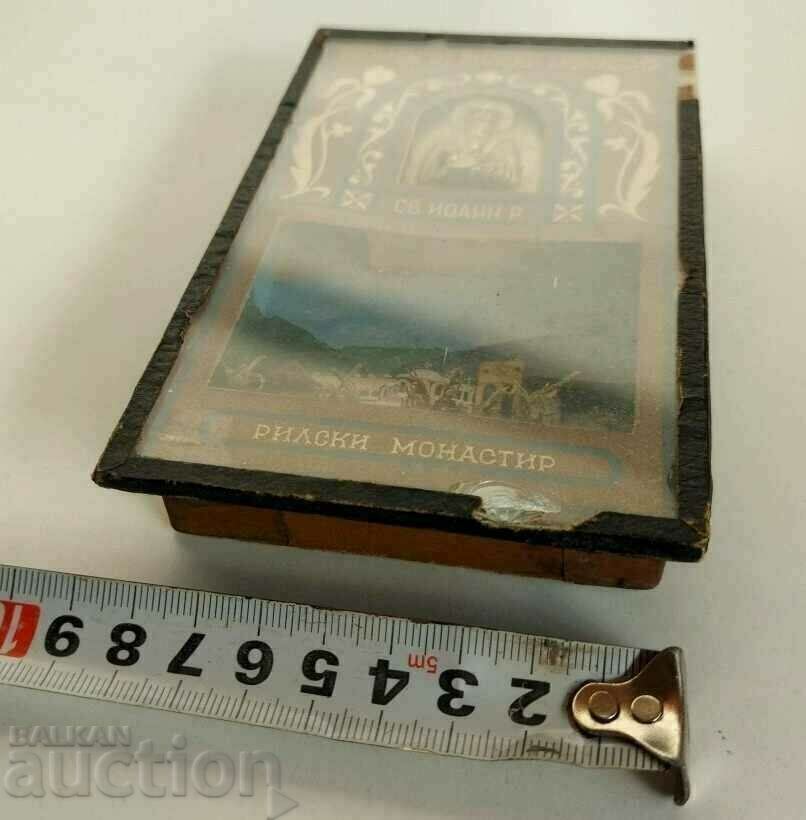 СВ. ИОАНН Р.
РИЛСКИ МОНАСТИР
10 9 8 7 6 5 4 5m 3 2
BALKAN
auction